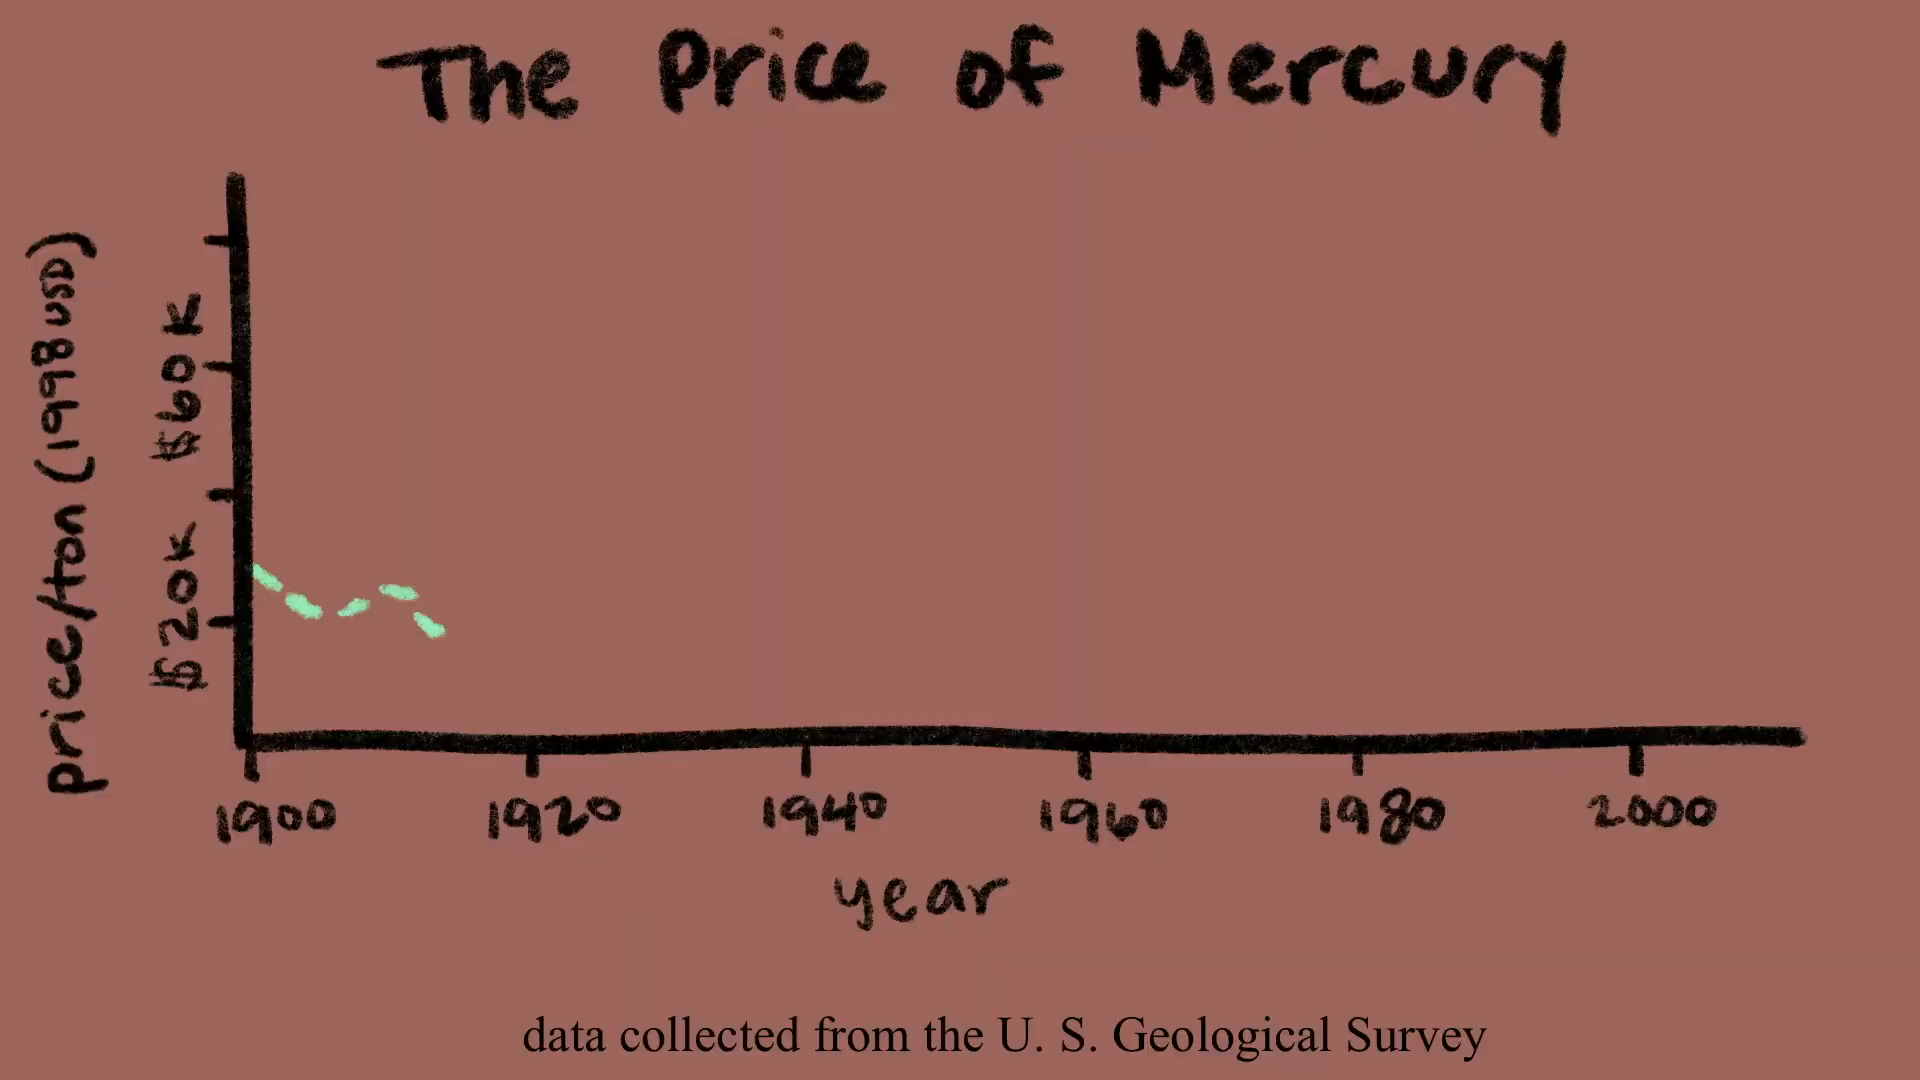 The Price of Mercury
price/ton (1998 USD)
$60K
$20K
1900 1920 1940 1960 1980 2000
year
data collected from the U. S. Geological Survey